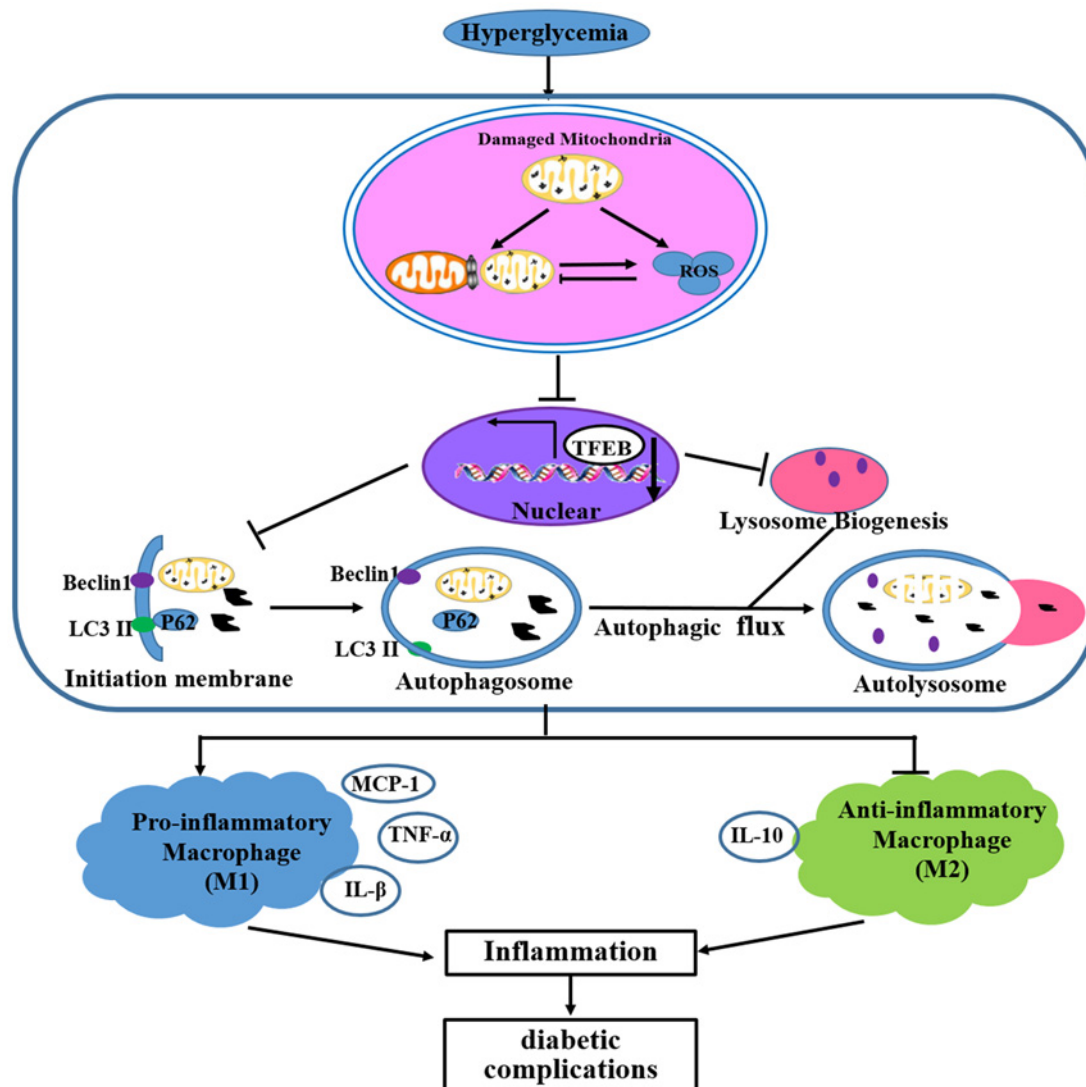 Hyperglycemia
Damaged Mitochondria
ROS
TFEB
Nuclear
Lysosome Biogenesis
Beclin1
P62
LC3 II
Initiation membrane
Beclin1
P62
LC3 II
Autophagosome
Autophagic flux
Autolysosome
MCP-1
Pro-inflammatory
Macrophage
(M1)
TNF-α
IL-β
IL-10
Anti-inflammatory
Macrophage
(M2)
Inflammation
diabetic
complications